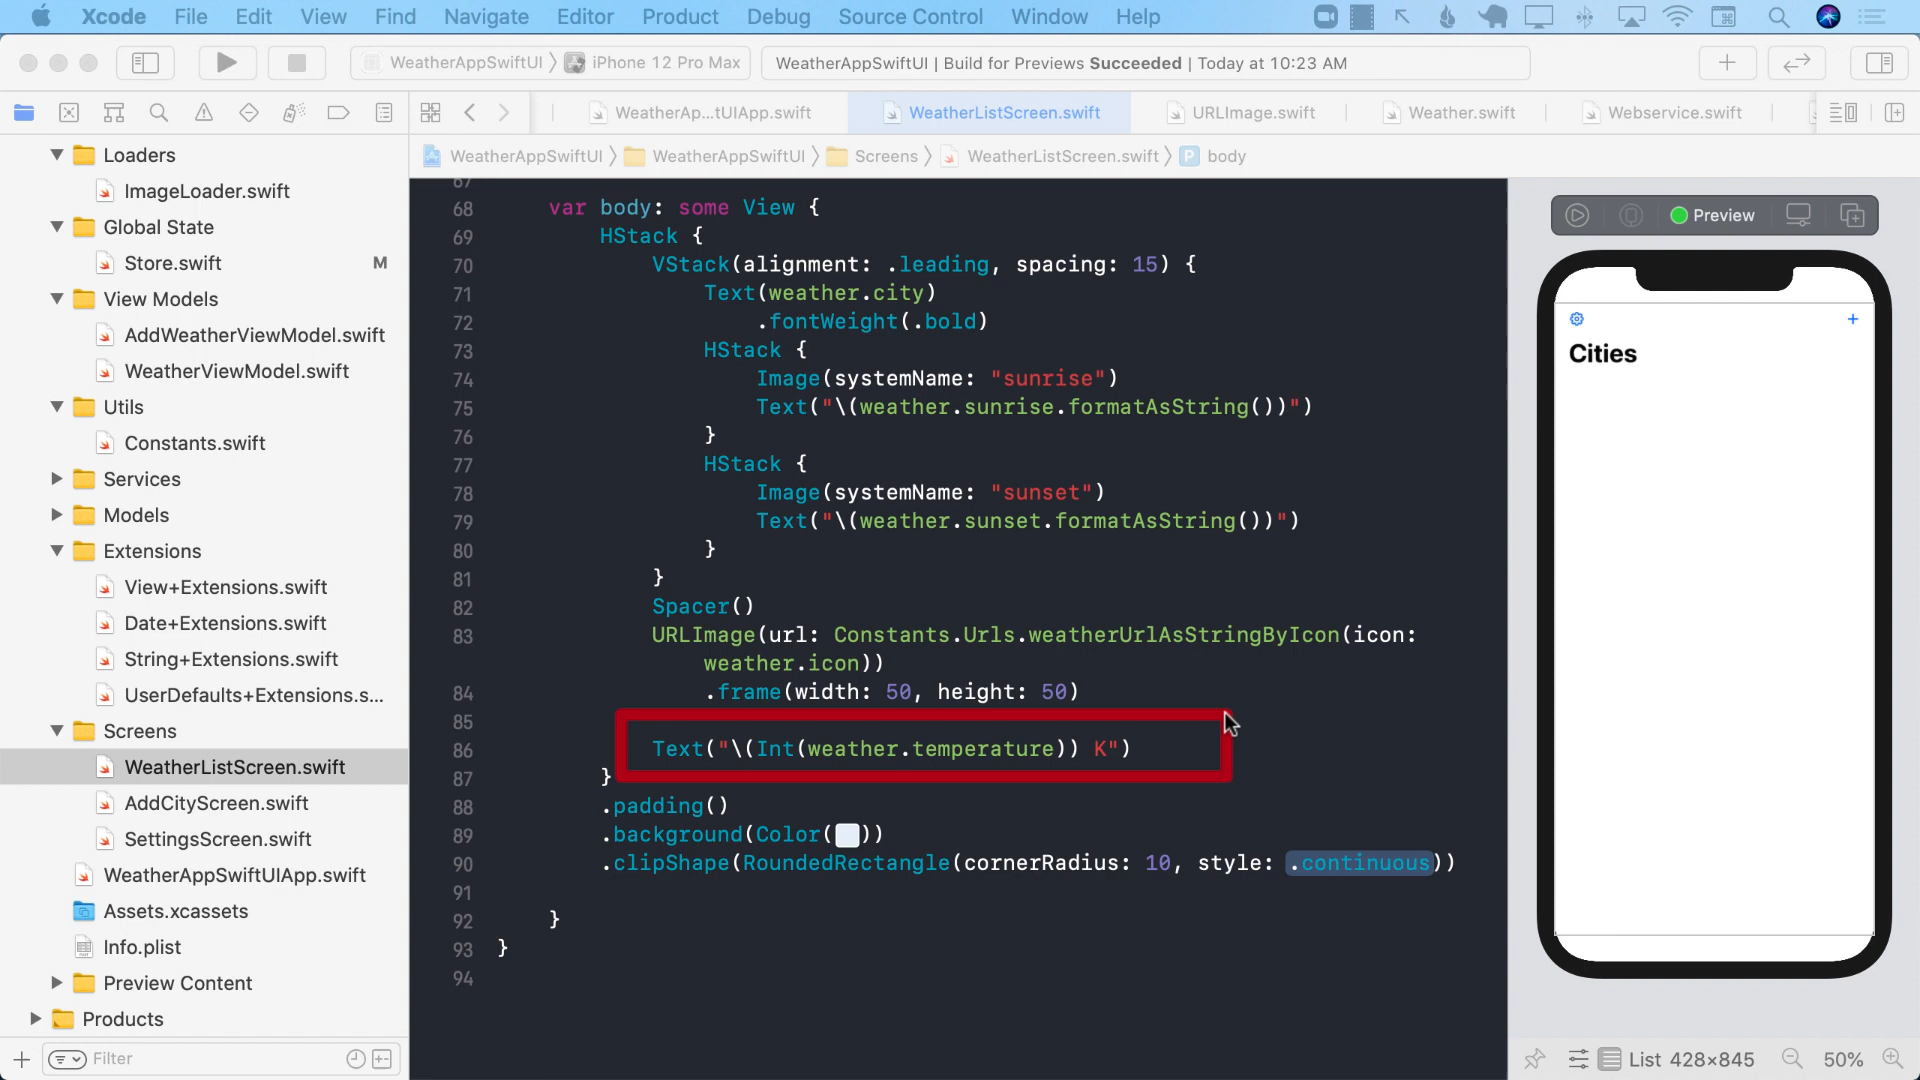 Xcode File Edit View Find Navigate Editor Product Debug Source Control Window Help
WeatherAppSwiftUI iPhone 12 Pro Max WeatherAppSwiftUI | Build for Previews Succeeded | Today at 10:23 AM
WeatherAp...tUIApp.swift WeatherListScreen.swift URLImage.swift Weather.swift Webservice.swift
WeatherAppSwiftUI WeatherAppSwiftUI Screens WeatherListScreen.swift P body
Loaders
ImageLoader.swift
Global State
Store.swift M
View Models
AddWeatherViewModel.swift
WeatherViewModel.swift
Utils
Constants.swift
Services
Models
Extensions
View+Extensions.swift
Date+Extensions.swift
String+Extensions.swift
UserDefaults+Extensions.s...
Screens
WeatherListScreen.swift
AddCityScreen.swift
SettingsScreen.swift
WeatherAppSwiftUIApp.swift
Assets.xcassets
Info.plist
Preview Content
Products
Filter
67
68 var body: some View {
69 HStack {
70 VStack(alignment: .leading, spacing: 15) {
71 Text(weather.city)
72 .fontWeight(.bold)
73 HStack {
74 Image(systemName: "sunrise")
75 Text("\(weather.sunrise.formatAsString())")
76 }
77 HStack {
78 Image(systemName: "sunset")
79 Text("\(weather.sunset.formatAsString())")
80 }
81 }
82 Spacer()
83 URLImage(url: Constants.Urls.weatherUrlAsStringByIcon(icon:
weather.icon))
84 .frame(width: 50, height: 50)
85
86 Text("\(Int(weather.temperature)) K")
87 }
88 .padding()
89 .background(Color( ))
90 .clipShape(RoundedRectangle(cornerRadius: 10, style: .continuous))
91
92 }
93 }
94
Preview
Cities
List 428×845 50%